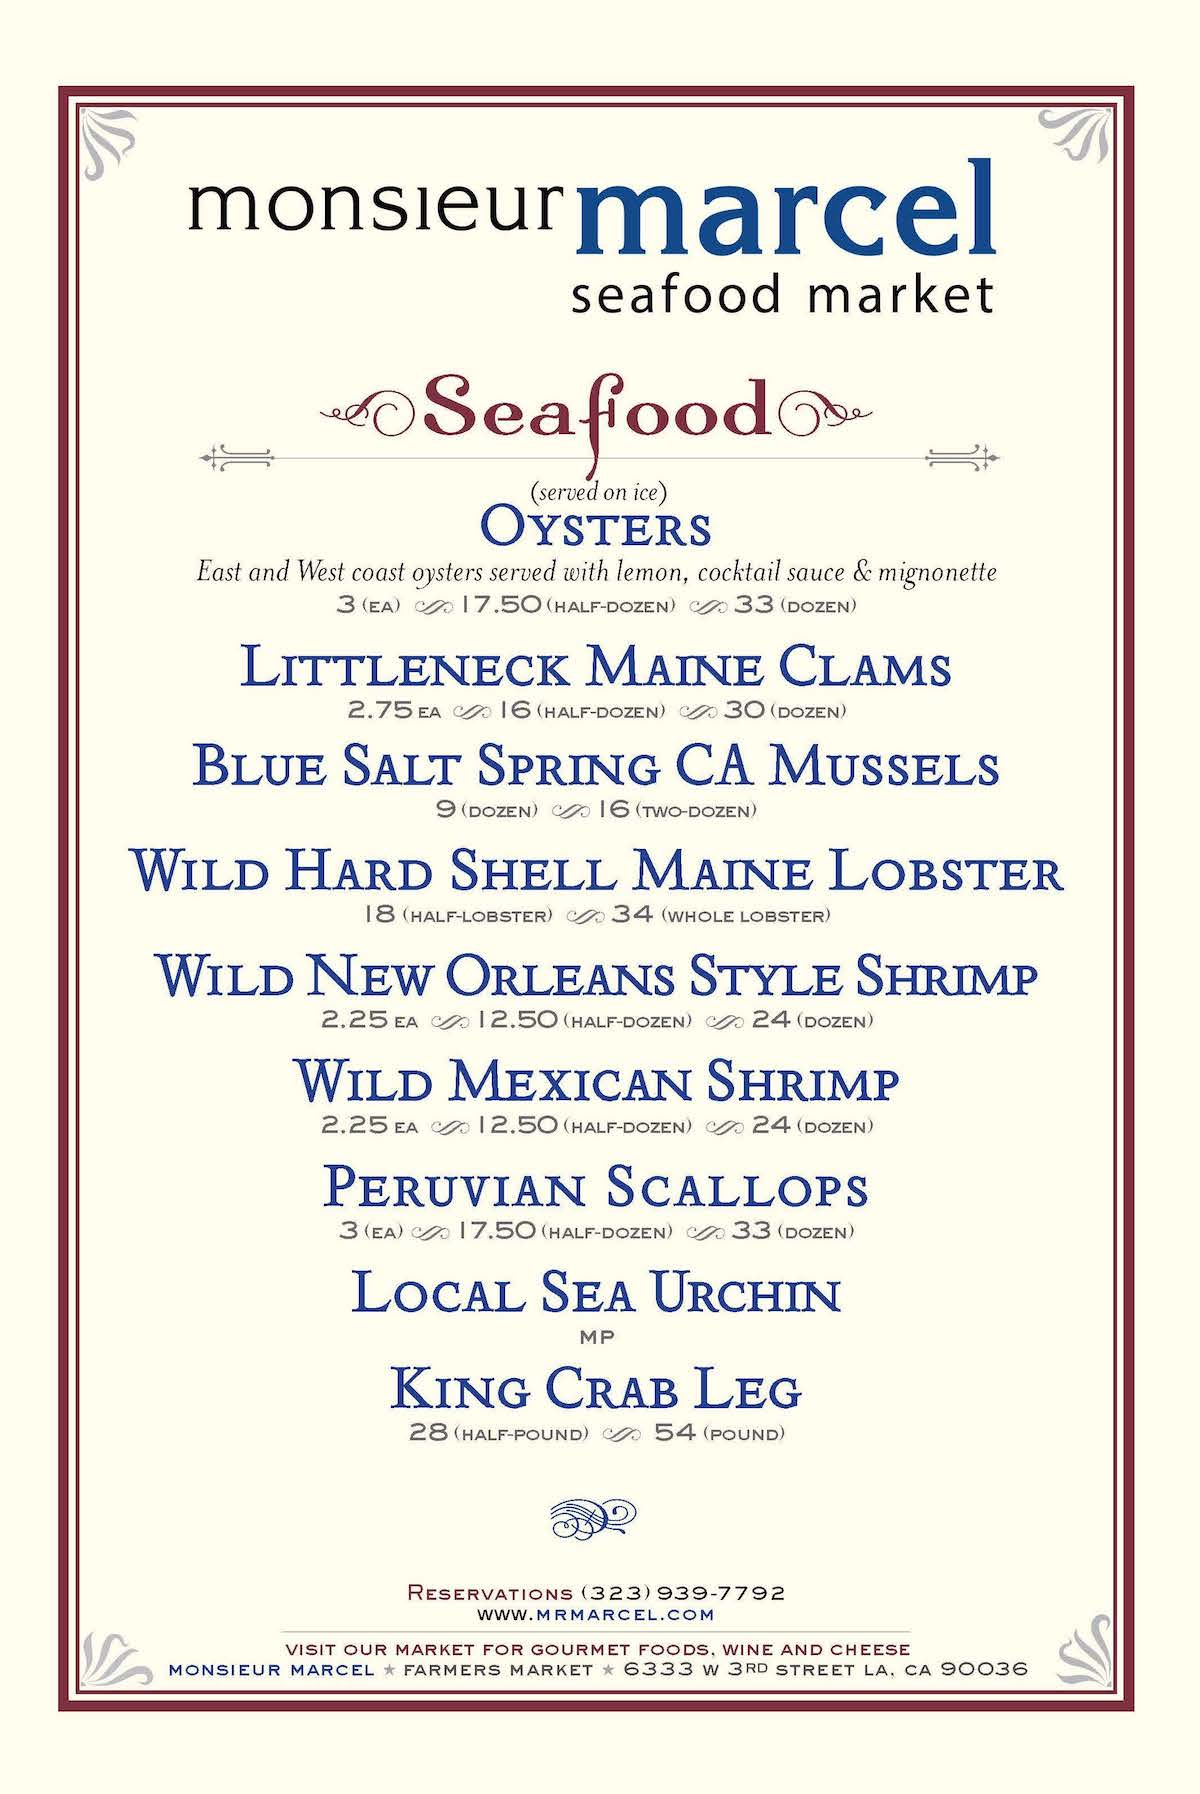 monsieur marcel
seafood market
Seafood
(served on ice)
OYSTERS
East and West coast oysters served with lemon, cocktail sauce & mignonette
3 (EA) 17.50 (HALF-DOZEN) 33 (DOZEN)
LITTLENECK MAINE CLAMS
2.75 EA 16 (HALF-DOZEN) 30 (DOZEN)
BLUE SALT SPRING CA MUSSELS
9 (DOZEN) 16 (TWO-DOZEN)
WILD HARD SHELL MAINE LOBSTER
18 (HALF-LOBSTER) 34 (WHOLE LOBSTER)
WILD NEW ORLEANS STYLE SHRIMP
2.25 EA 12.50 (HALF-DOZEN) 24 (DOZEN)
WILD MEXICAN SHRIMP
2.25 EA 12.50 (HALF-DOZEN) 24 (DOZEN)
PERUVIAN SCALLOPS
3 (EA) 17.50 (HALF-DOZEN) 33 (DOZEN)
LOCAL SEA URCHIN
MP
KING CRAB LEG
28 (HALF-POUND) 54 (POUND)
RESERVATIONS (323) 939-7792
WWW.MRMARCEL.COM
VISIT OUR MARKET FOR GOURMET FOODS, WINE AND CHEESE
MONSIEUR MARCEL ★ FARMERS MARKET ★ 6333 W 3RD STREET LA, CA 90036